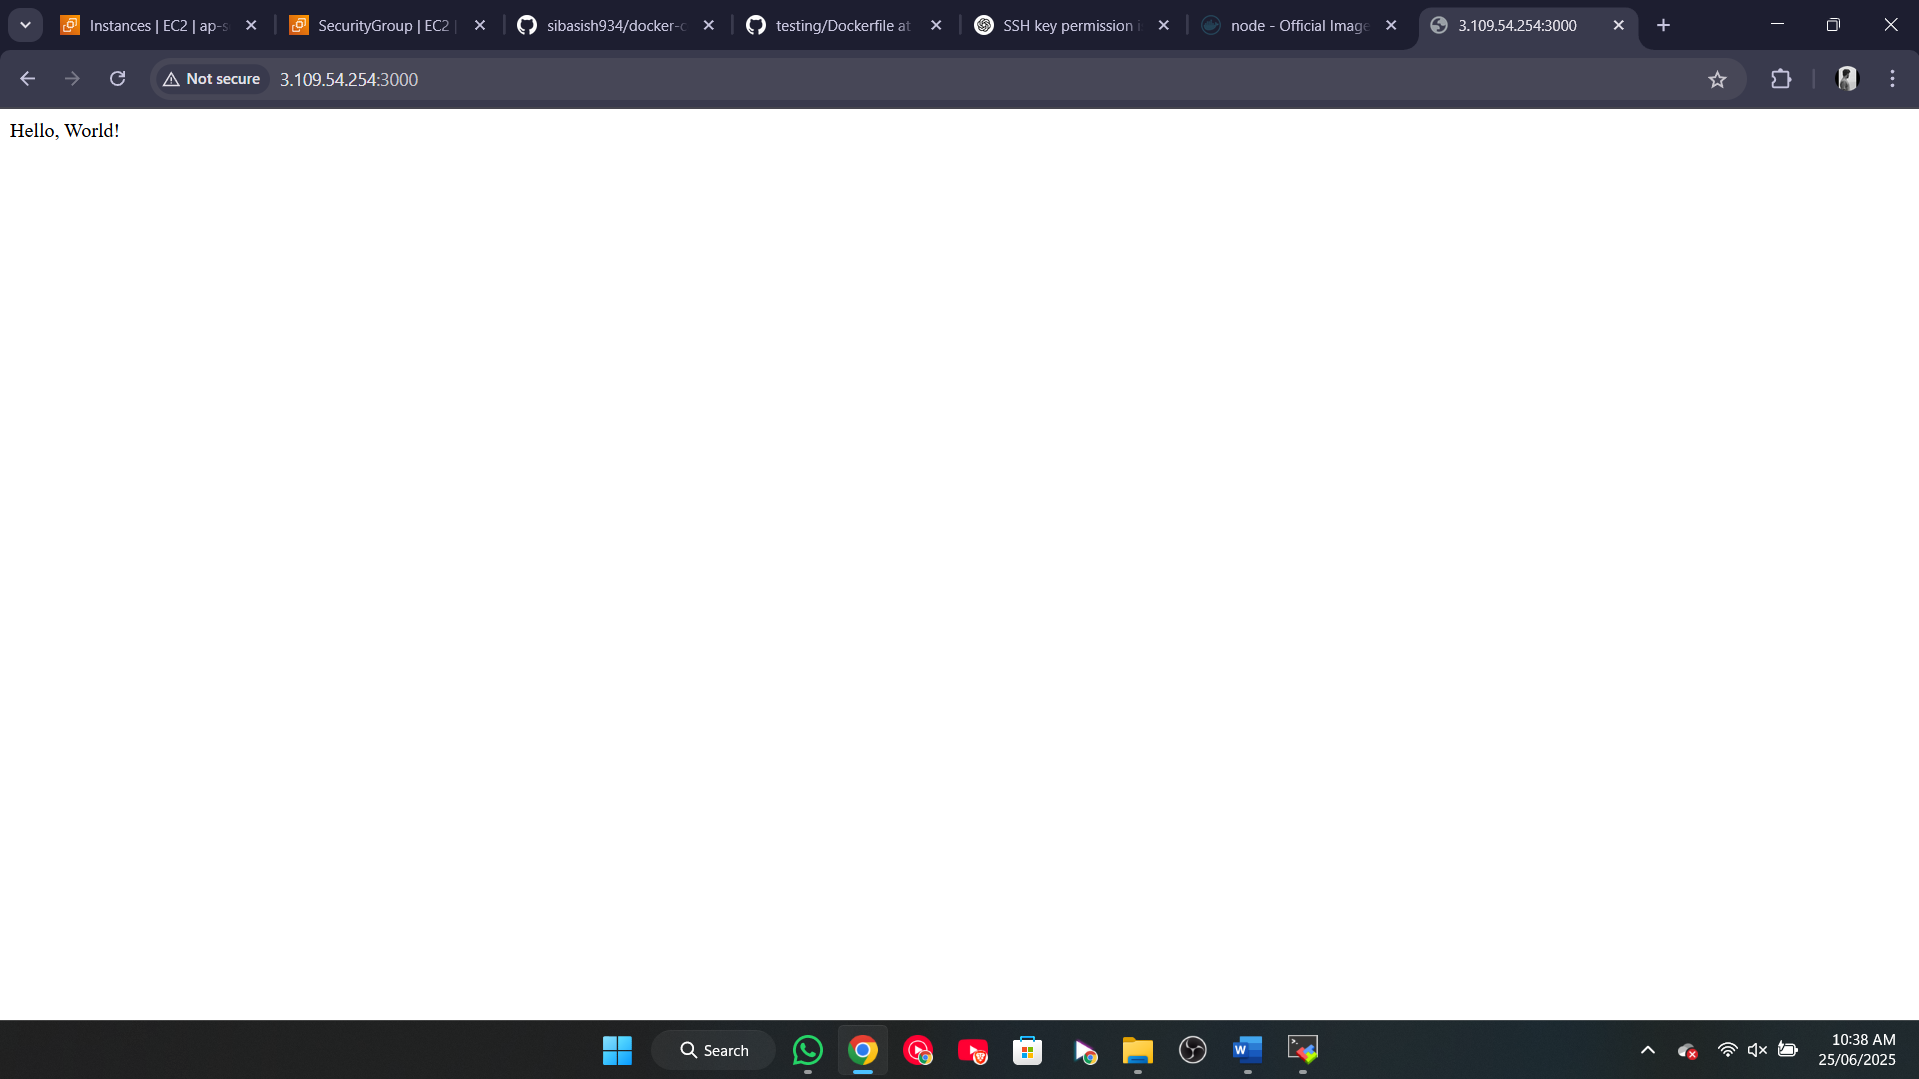 Instances | EC2 | ap-s
SecurityGroup | EC2 |
sibasish934/docker-c
testing/Dockerfile at
SSH key permission i
node - Official Image
3.109.54.254:3000
Not secure
3.109.54.254:3000
Hello, World!
Search
10:38 AM
25/06/2025